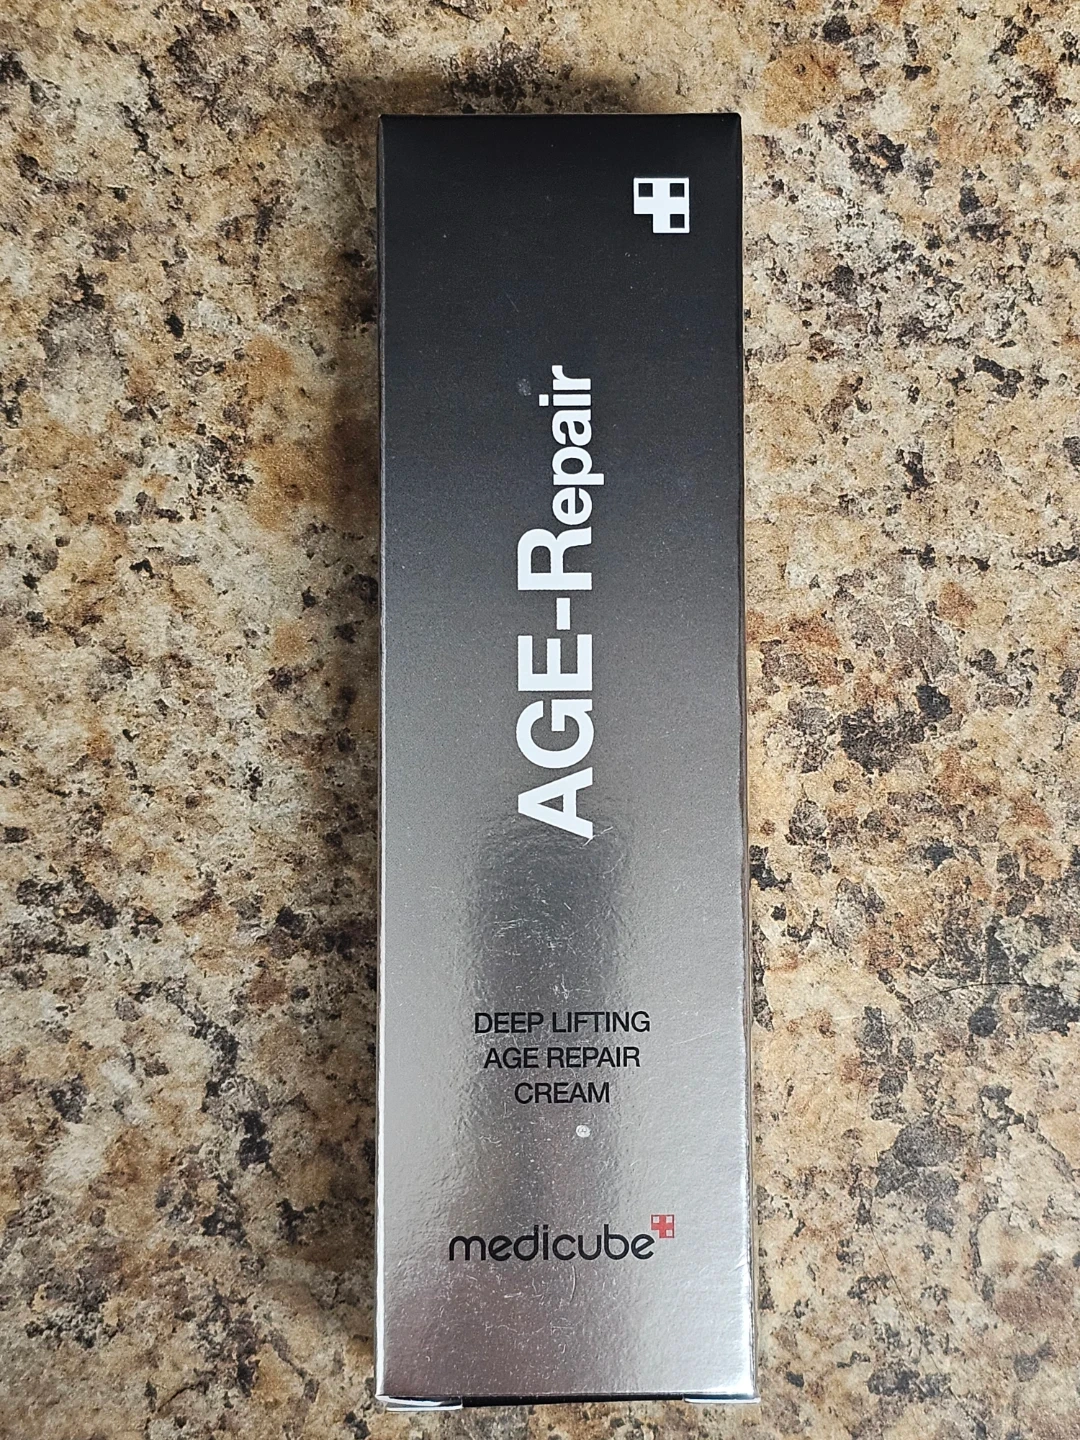 AGE-Repair
DEEP LIFTING
AGE REPAIR
CREAM
medicube